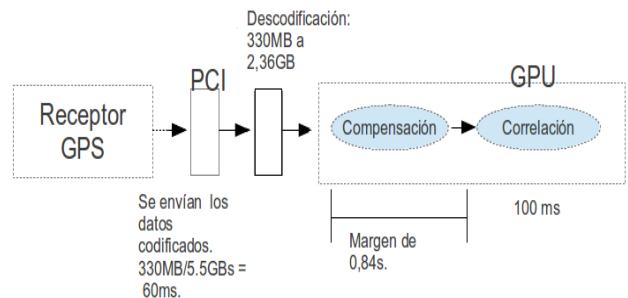 Descodificación:
330MB a
2,36GB
PCI
GPU
Receptor
GPS
Compensación
Correlación
Se envían los
datos
codificados.
330MB/5.5GBs =
60ms.
Margen de
0,84s.
100 ms